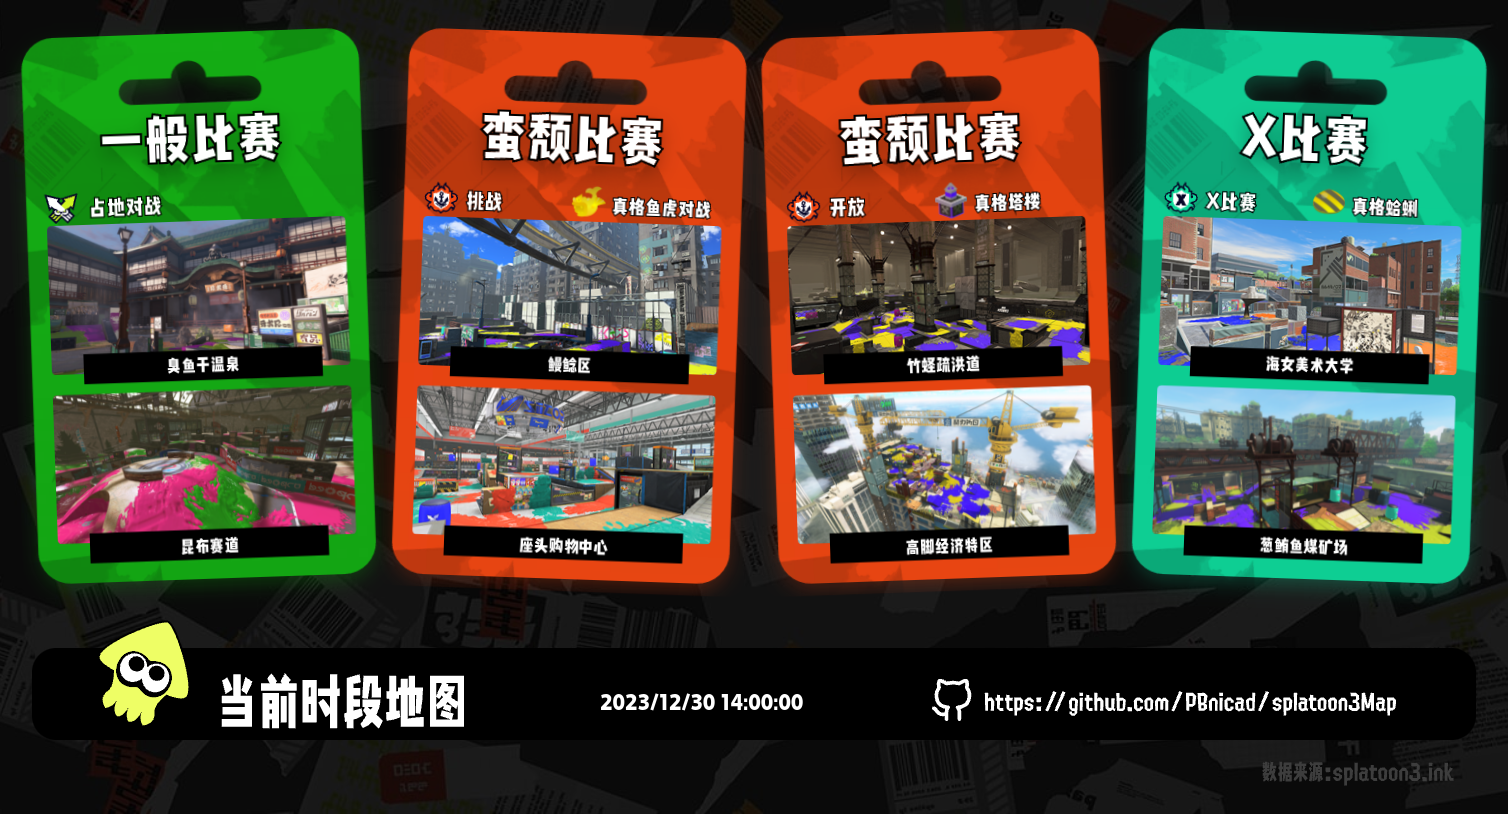 一般比赛
占地对战
臭鱼干温泉
昆布赛道
蛮颓比赛
挑战
真格鱼虎对战
鳗鲶区
座头购物中心
蛮颓比赛
开放
真格塔楼
竹蛏疏洪道
高脚经济特区
X比赛
X比赛
真格蛤蜊
海女美术大学
葱鲔鱼煤矿场
当前时段地图
2023/12/30 14:00:00
https://github.com/PBnicad/splatoon3Map
数据来源:splatoon3.ink